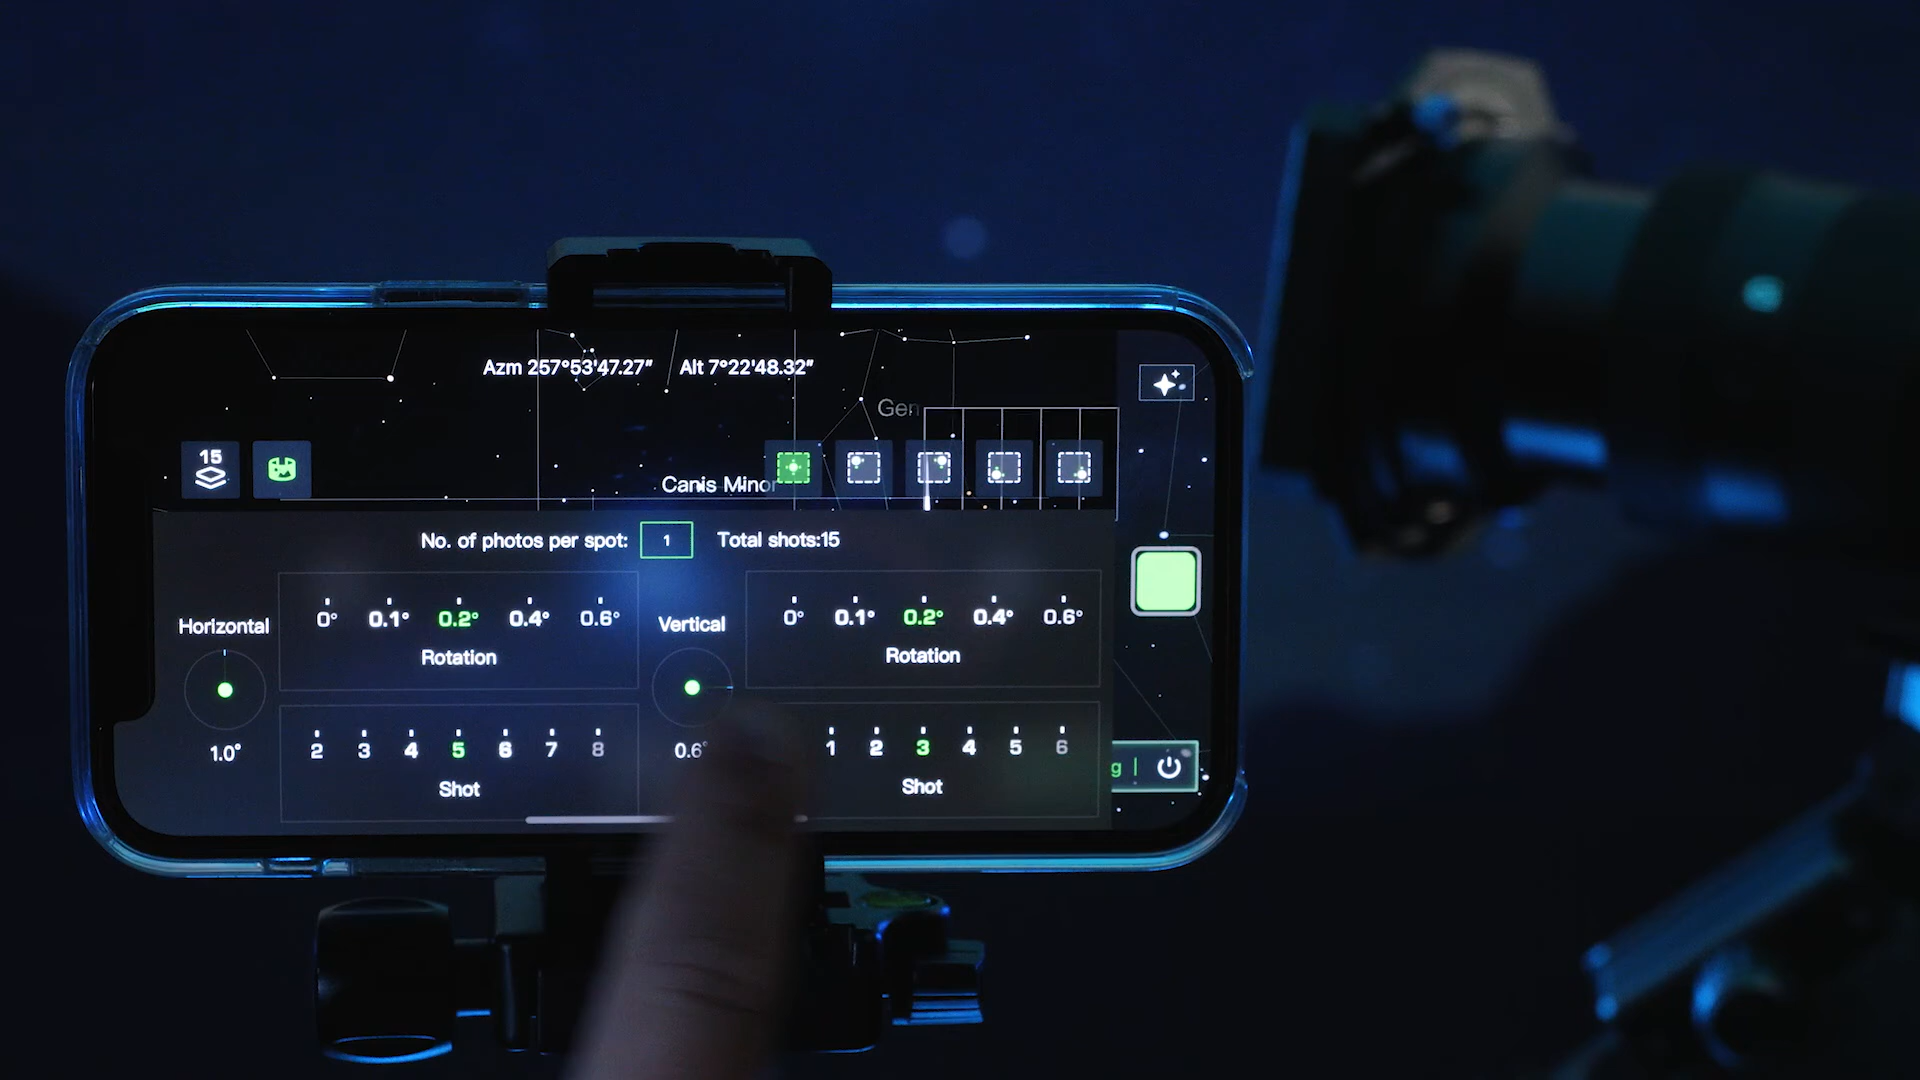 Azm 257°53'47.27" Alt 7°22'48.32"
Gem
15
Canis Minor
No. of photos per spot: 1 Total shots:15
Horizontal
0° 0.1° 0.2° 0.4° 0.6°
Rotation
1.0°
2 3 4 5 6 7 8
Shot
Vertical
0° 0.1° 0.2° 0.4° 0.6°
Rotation
0.6°
1 2 3 4 5 6
Shot
g |